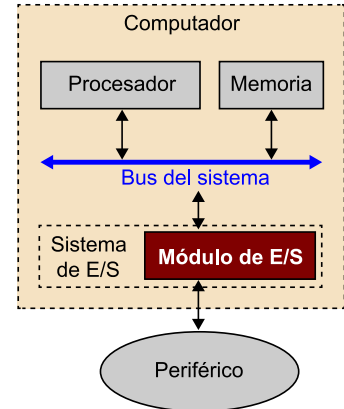 Computador
Procesador
Memoria
Bus del sistema
Sistema
de E/S
Módulo de E/S
Periférico